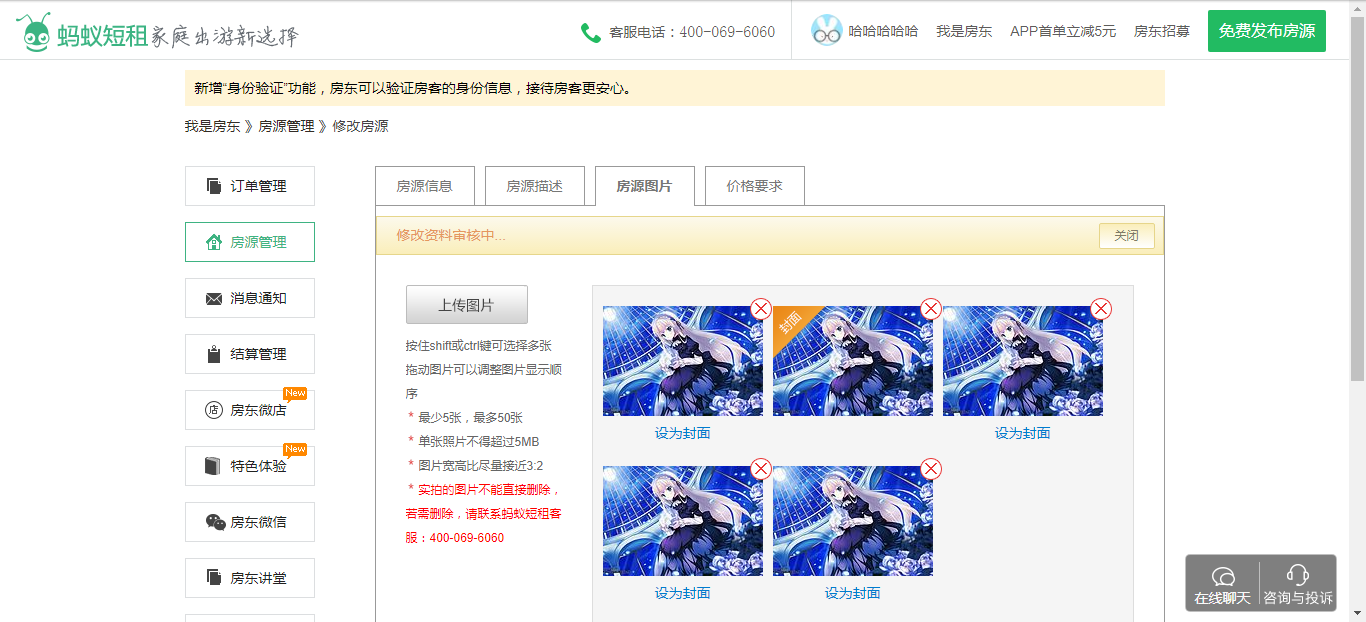 蚂蚁短租 家庭出游新选择
客服电话：400-069-6060
哈哈哈哈哈 我是房东 APP首单立减5元 房东招募 免费发布房源
新增“身份验证”功能，房东可以验证房客的身份信息，接待房客更安心。
我是房东 》 房源管理 》 修改房源
订单管理
房源管理
消息通知
结算管理
房东微店 New
特色体验 New
房东微信
房东讲堂
房源信息 房源描述 房源图片 价格要求
修改资料审核中... 关闭
上传图片
按住shift或ctrl键可选择多张
拖动图片可以调整图片显示顺
序
* 最少5张，最多50张
* 单张照片不得超过5MB
* 图片宽高比尽量接近3:2
* 实拍的图片不能直接删除，
若需删除，请联系蚂蚁短租客
服：400-069-6060
封面
设为封面 设为封面
设为封面 设为封面
在线聊天 咨询与投诉